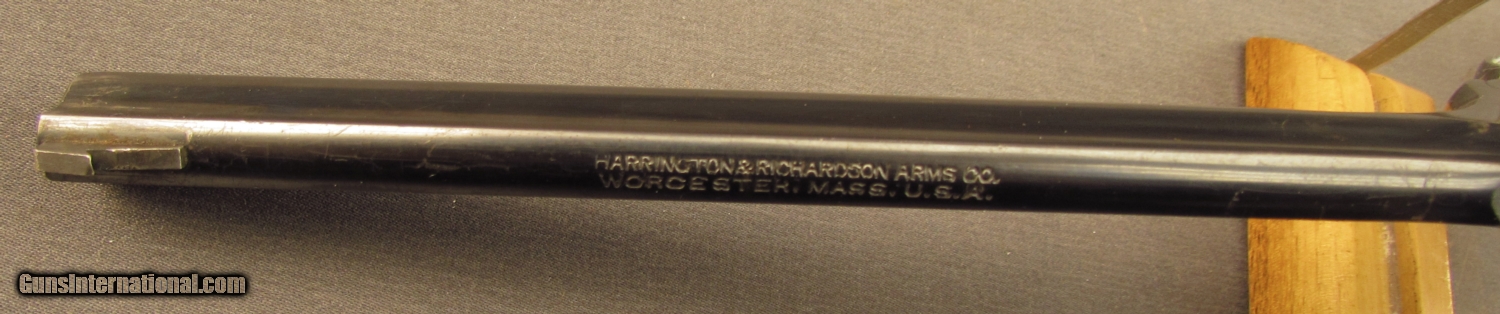 HARRINGTON & RICHARDSON ARMS CO.
WORCESTER, MASS. U.S.A.
GunsInternational.com